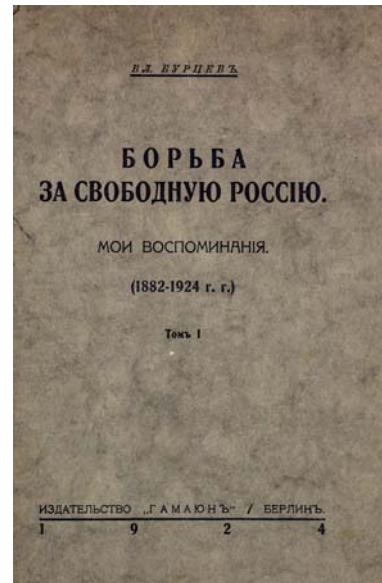 ВЛ. БУРЦЕВЪ.
БОРЬБА
ЗА СВОБОДНУЮ РОССІЮ.
МОИ ВОСПОМИНАНІЯ.
(1882-1924 г. г.)
Томъ I
ИЗДАТЕЛЬСТВО „ГАМАЮНЪ“ / БЕРЛИНЪ.
1 9 2 4